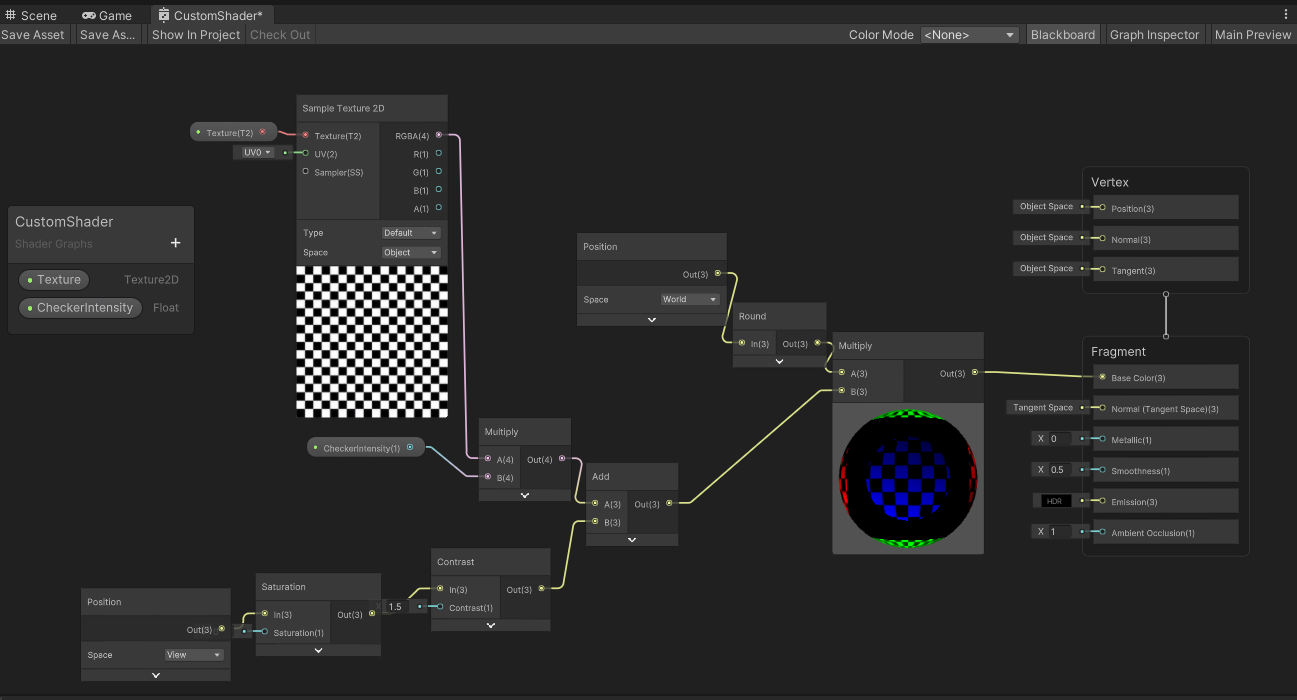 Scene Game CustomShader*
Save Asset Save As... Show In Project Check Out Color Mode <None> Blackboard Graph Inspector Main Preview
CustomShader
Shader Graphs +
Texture Texture2D
CheckerIntensity Float
Texture(T2)
UV0
Sample Texture 2D
Texture(T2) RGBA(4)
UV(2) R(1)
Sampler(SS) G(1)
B(1)
A(1)
Type Default
Space Object
CheckerIntensity(1)
Multiply
A(4) Out(4)
B(4)
Position
Out(3)
Space View
Saturation
In(3) Out(3)
Saturation(1)
X 1.5
Contrast
In(3) Out(3)
Contrast(1)
Add
A(3) Out(3)
B(3)
Position
Out(3)
Space World
Round
In(3) Out(3)
Multiply
A(3) Out(3)
B(3)
Vertex
Object Space Position(3)
Object Space Normal(3)
Object Space Tangent(3)
Fragment
Base Color(3)
Tangent Space Normal (Tangent Space)(3)
X 0 Metallic(1)
X 0.5 Smoothness(1)
HDR Emission(3)
X 1 Ambient Occlusion(1)